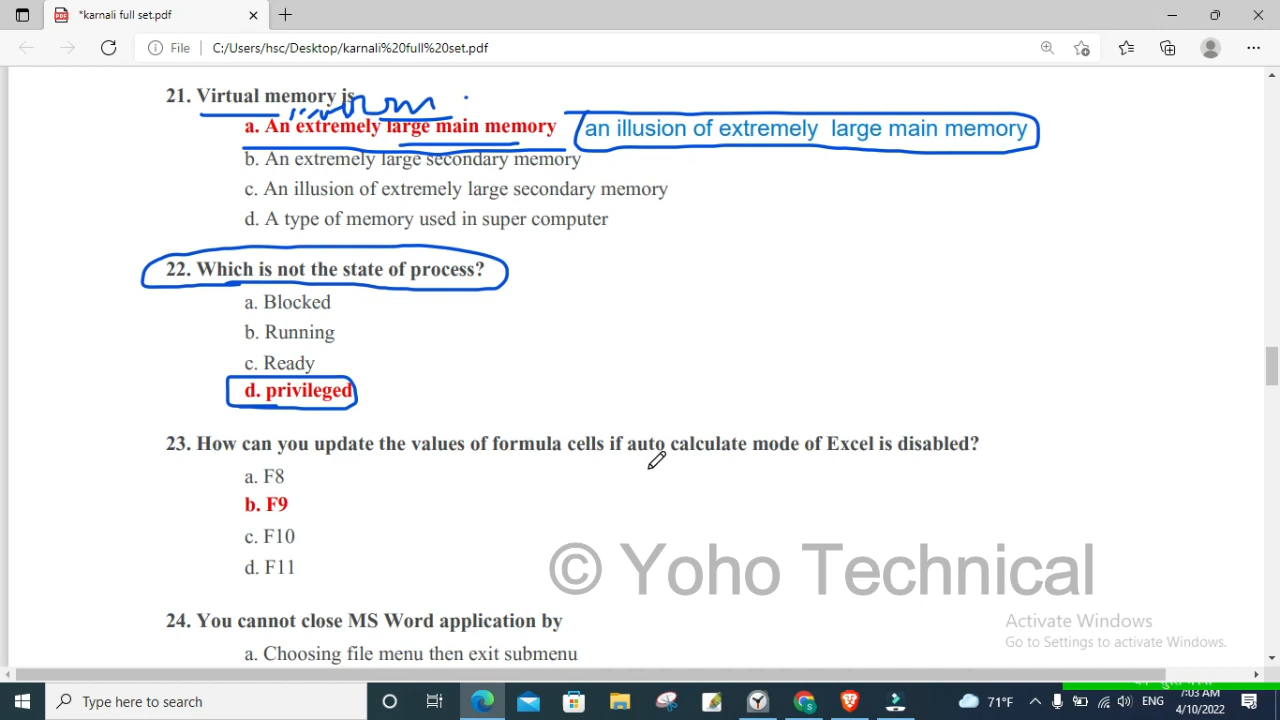 *karnali full set.pdf
File
C:/Users/hsc/Desktop/karnali%20full%20set.pdf
21. Virtual memory is
a. An extremely large main memory
an illusion of extremely large main memory
b. An extremely large secondary memory
c. An illusion of extremely large secondary memory
d. A type of memory used in super computer
22. Which is not the state of process?
a. Blocked
b. Running
c. Ready
d. privileged
23. How can you update the values of formula cells if auto calculate mode of Excel is disabled?
a. F8
b. F9
c. F10
d. F11
© Yoho Technical
24. You cannot close MS Word application by
Activate Windows
Go to Settings to activate Windows.
a. Choosing file menu then exit submenu
Type here to search
71°F
ENG
7:03 AM
4/10/2022